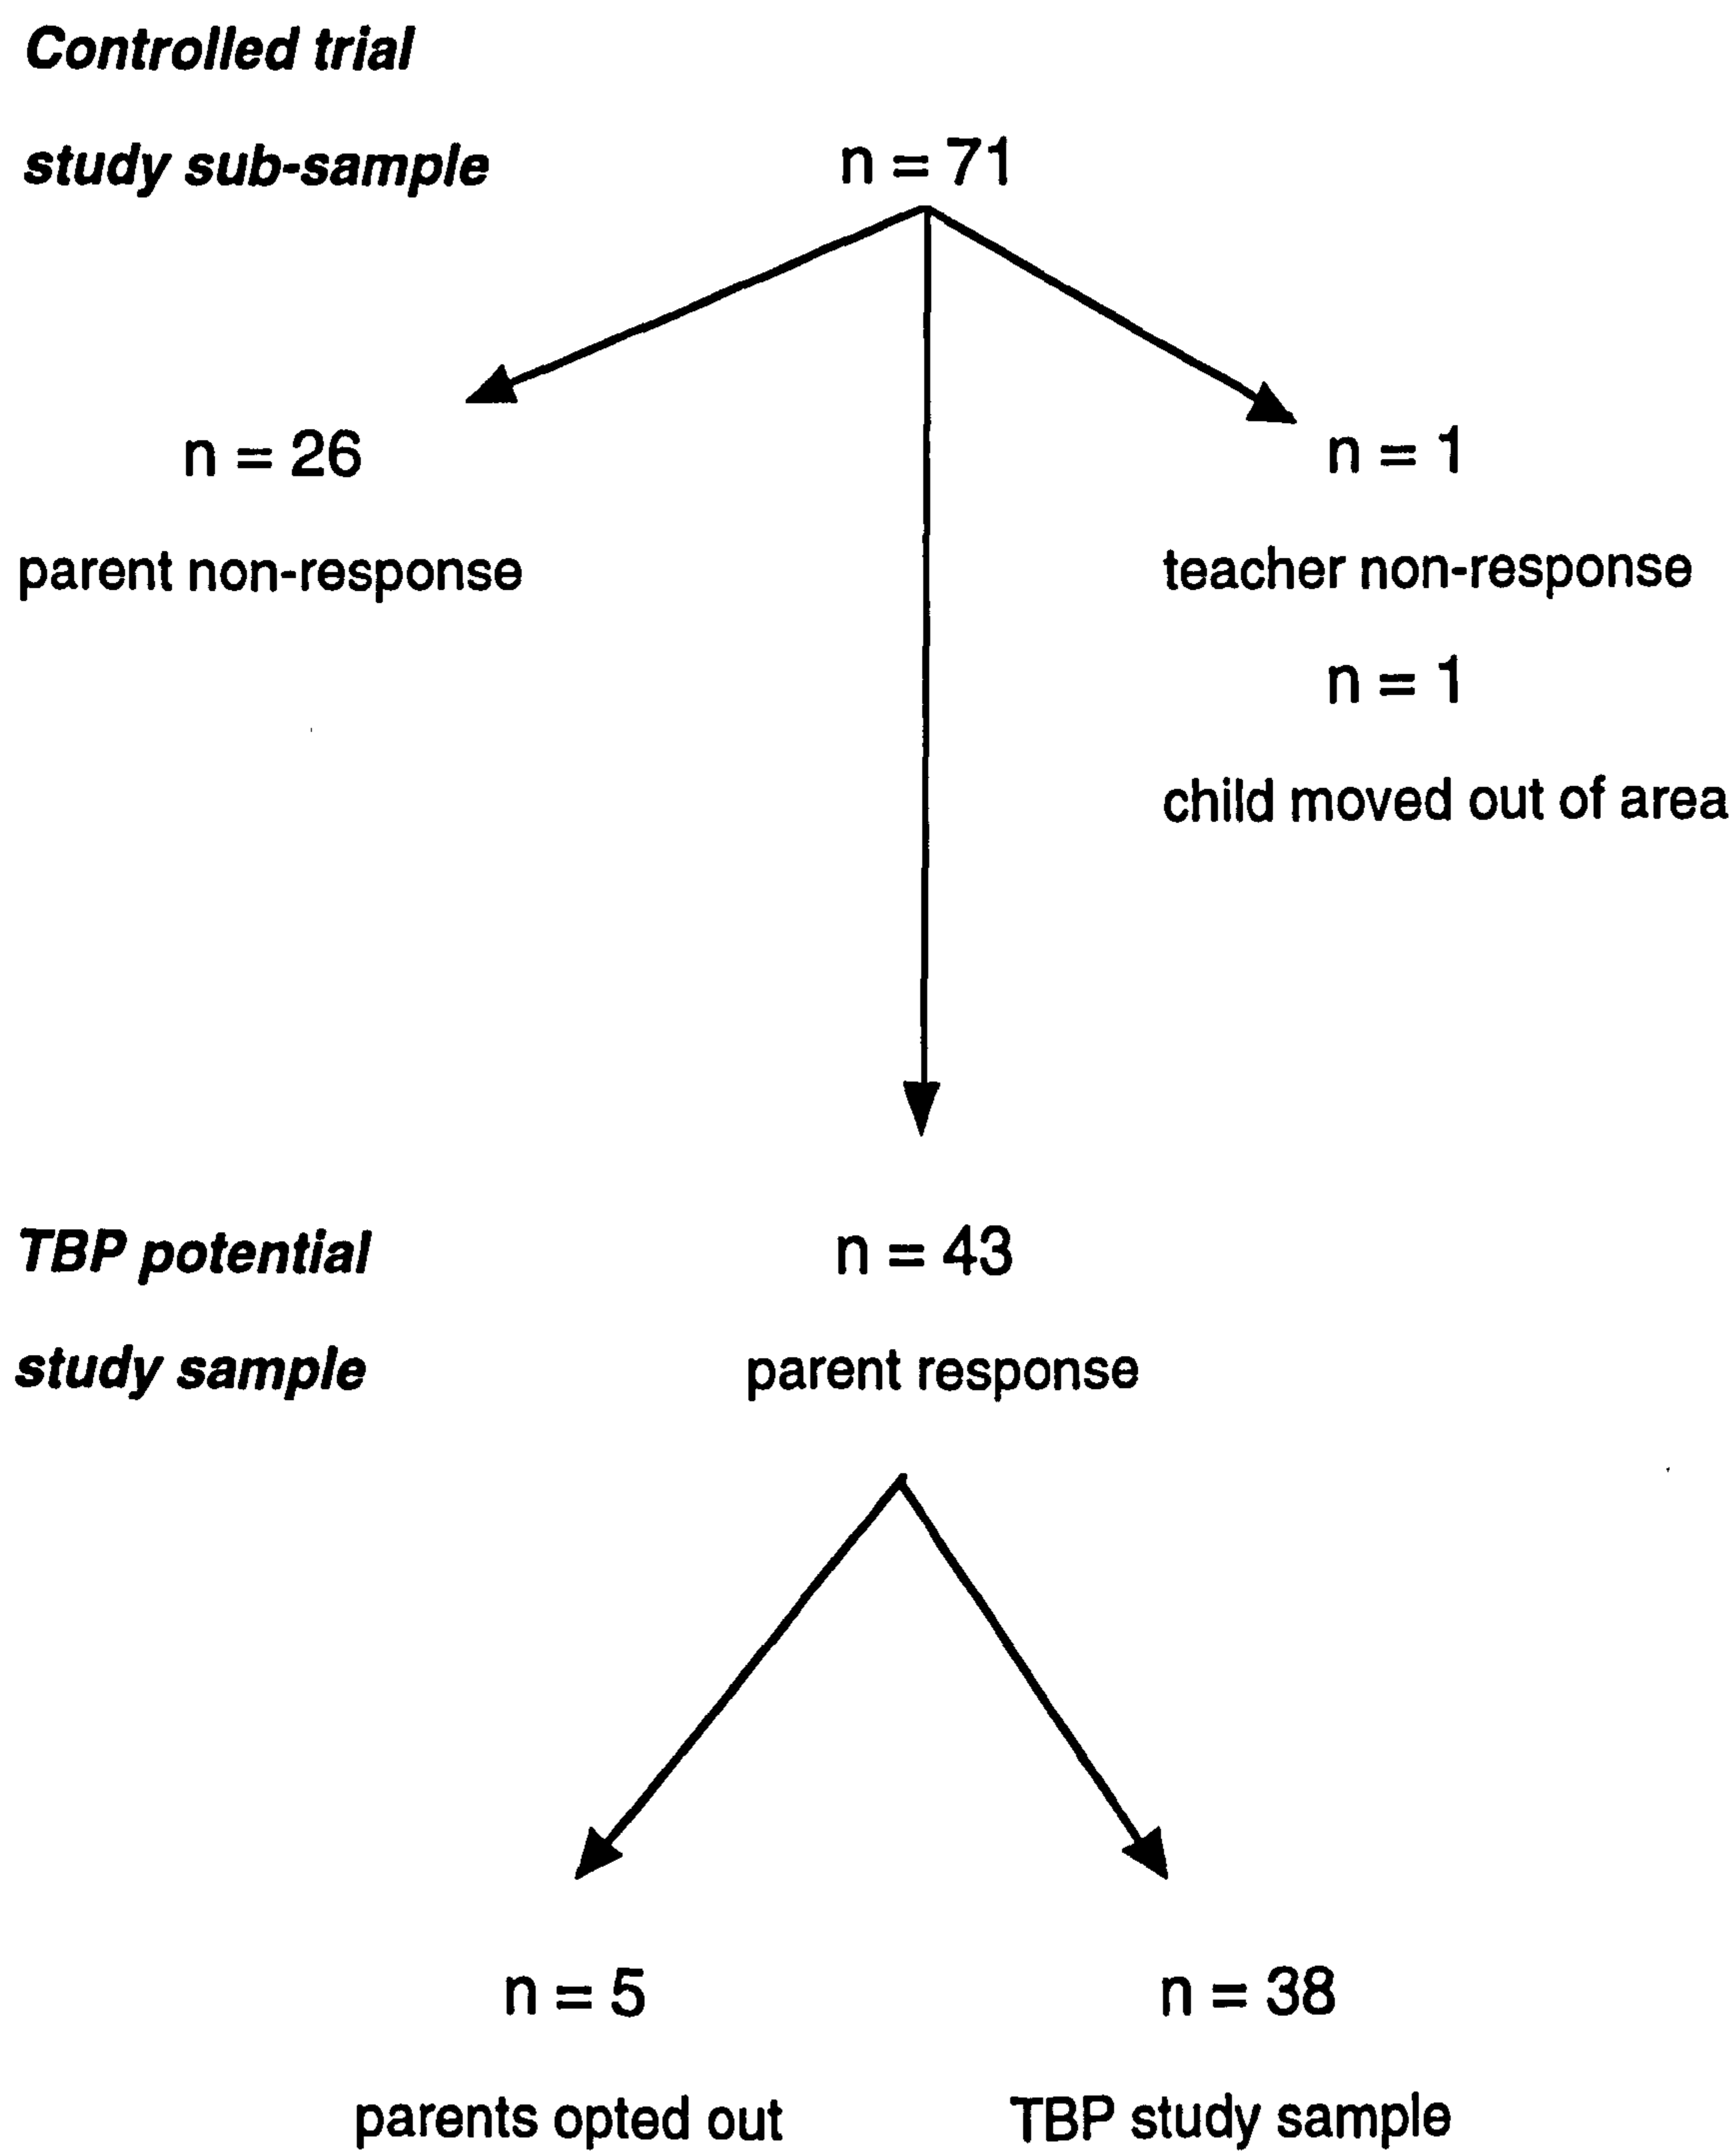 Controlled trial
study sub-sample
n = 71
n = 26
parent non-response
n = 1
teacher non-response
n = 1
child moved out of area
TBP potential
study sample
n = 43
parent response
n = 5
parents opted out
n = 38
TBP study sample